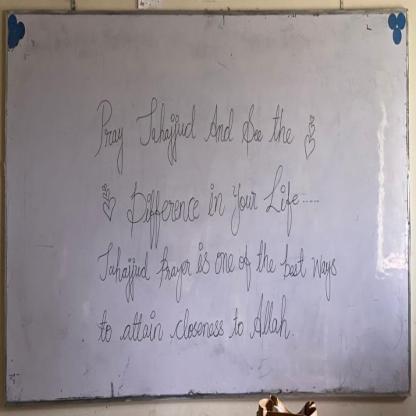 Pray Tahajjud And See the
Difference in Your Life.....
Tahajjud Prayer is one of the best ways
to attain closeness to Allah.